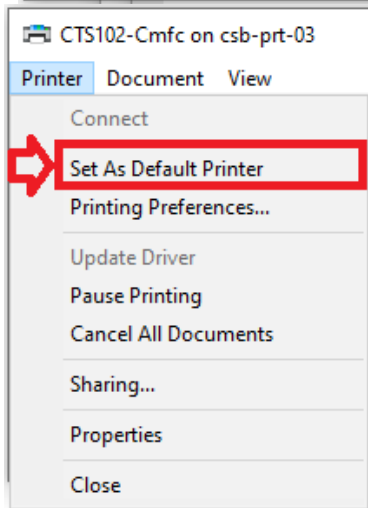 CTS102-Cmfc on csb-prt-03
Printer Document View
Connect
Set As Default Printer
Printing Preferences...
Update Driver
Pause Printing
Cancel All Documents
Sharing...
Properties
Close